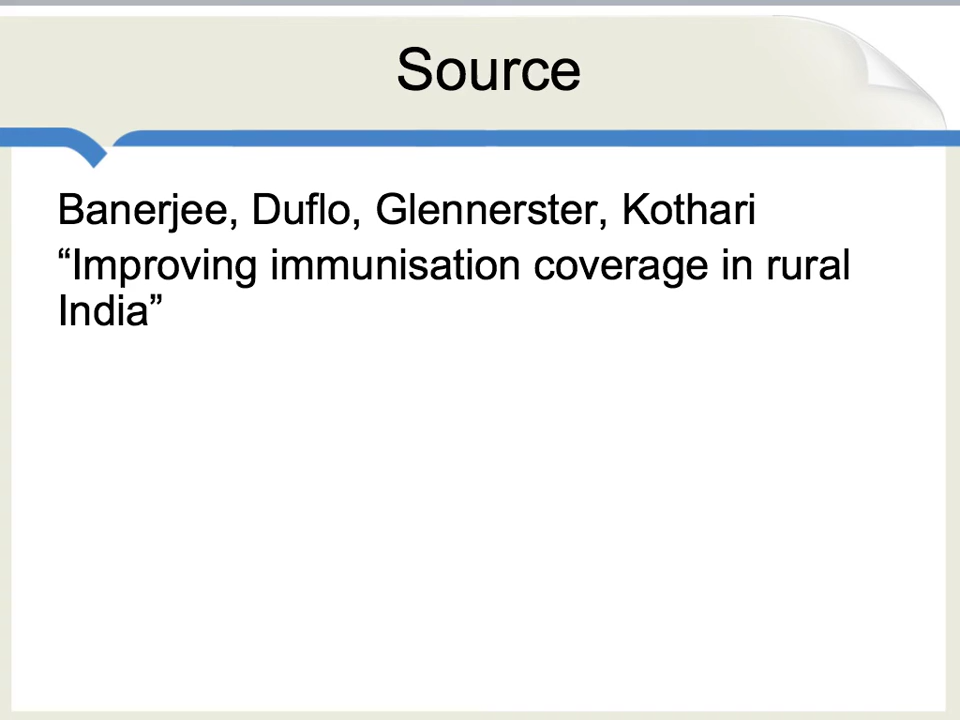 Source
Banerjee, Duflo, Glennerster, Kothari
“Improving immunisation coverage in rural
India”